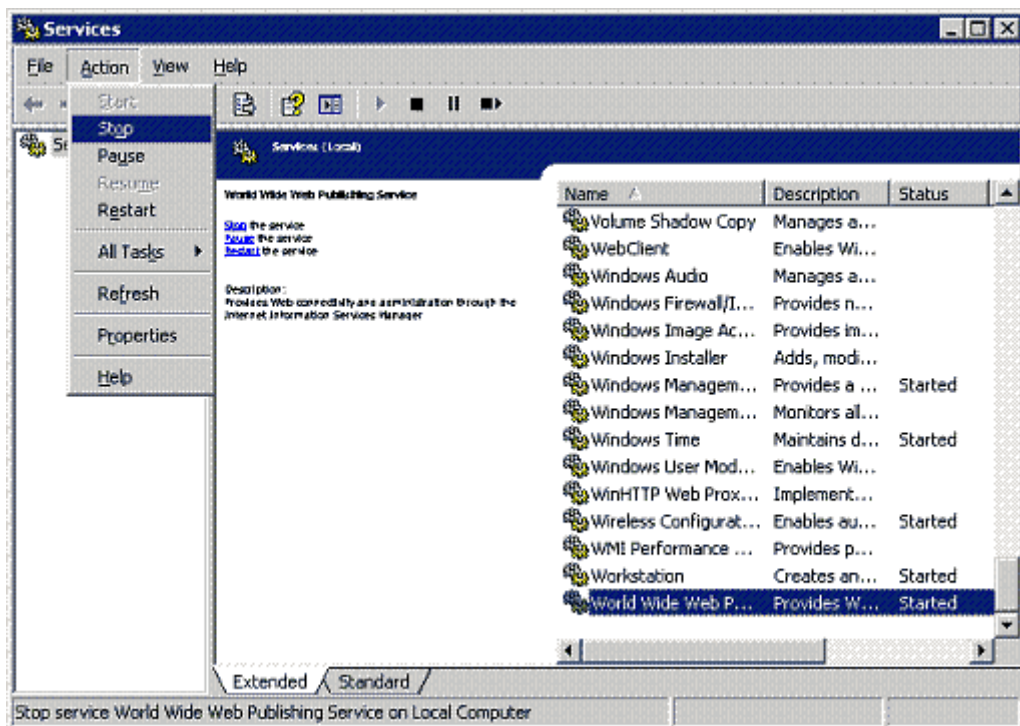 Services
File Action View Help
Start
Stop
Pause
Resume
Restart
All Tasks
Refresh
Properties
Help
Se
Services (Local)
World Wide Web Publishing Service
Stop the service
Pause the service
Restart the service
Description:
Provides Web connectivity and administration through the
Internet Information Services Manager
Name Description Status
Volume Shadow Copy Manages a...
WebClient Enables Wi...
Windows Audio Manages a...
Windows Firewall/I... Provides n...
Windows Image Ac... Provides im...
Windows Installer Adds, modi...
Windows Managem... Provides a ... Started
Windows Managem... Monitors all...
Windows Time Maintains d... Started
Windows User Mod... Enables Wi...
WinHTTP Web Prox... Implement...
Wireless Configurat... Enables au... Started
WMI Performance ... Provides p...
Workstation Creates an... Started
World Wide Web P... Provides W... Started
Extended Standard
Stop service World Wide Web Publishing Service on Local Computer